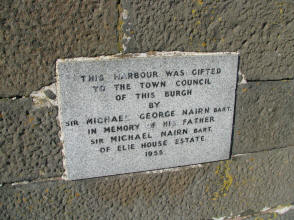 THIS HARBOUR WAS GIFTED
TO THE TOWN COUNCIL
OF THIS BURGH
BY
SIR MICHAEL GEORGE NAIRN BART.
IN MEMORY OF HIS FATHER
SIR MICHAEL NAIRN BART.
OF ELIE HOUSE ESTATE.
1955.